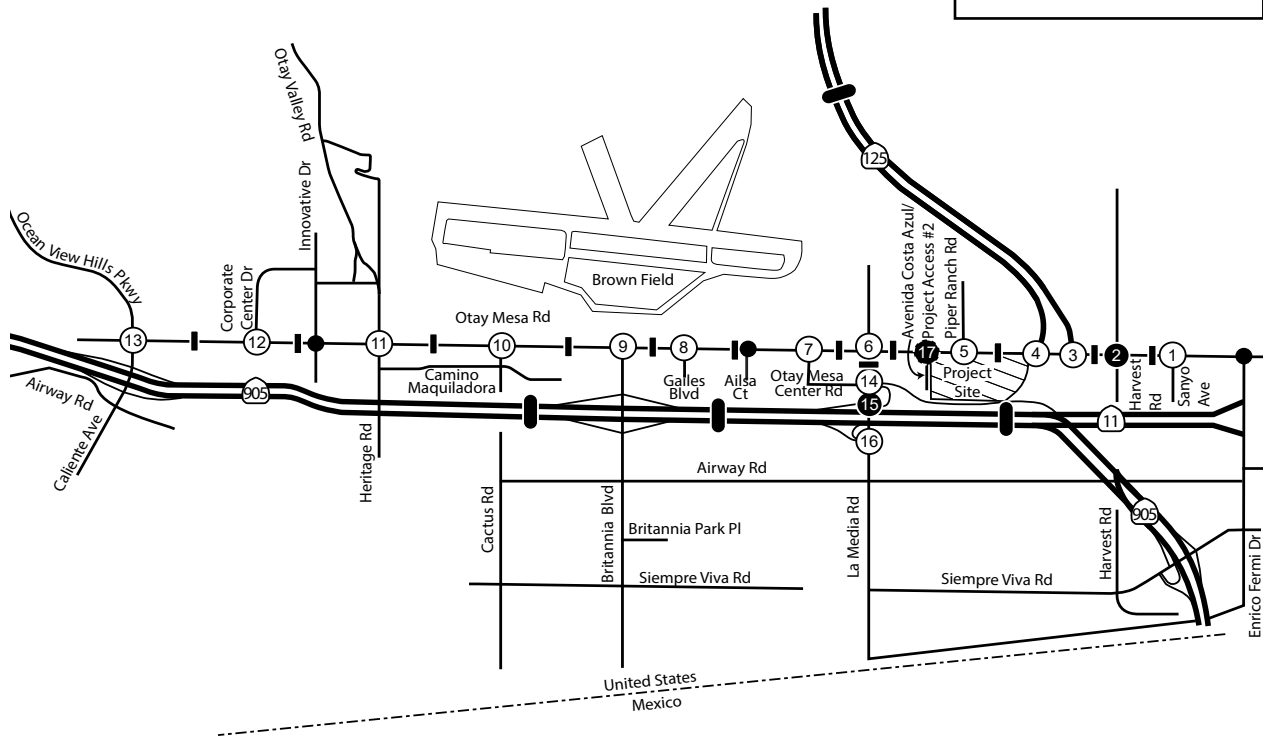 125
Otay Valley Rd
Innovative Dr
Ocean View Hills Pkwy
Corporate
Center Dr
Brown Field
Avenida Costa Azul/
Project Access #2
Piper Ranch Rd
Otay Mesa Rd
13
12
11
10
9
8
7
6
17
5
4
3
2
1
Camino
Maquiladora
Galles
Blvd
Ailsa
Ct
Otay Mesa
Center Rd
14
15
16
Project
Site
Harvest
Rd
Sanyo
Ave
905
11
Airway Rd
Caliente Ave
Heritage Rd
Airway Rd
Cactus Rd
Britannia Blvd
Britannia Park Pl
La Media Rd
Harvest Rd
905
Siempre Viva Rd
Siempre Viva Rd
Enrico Fermi Dr
United States
Mexico